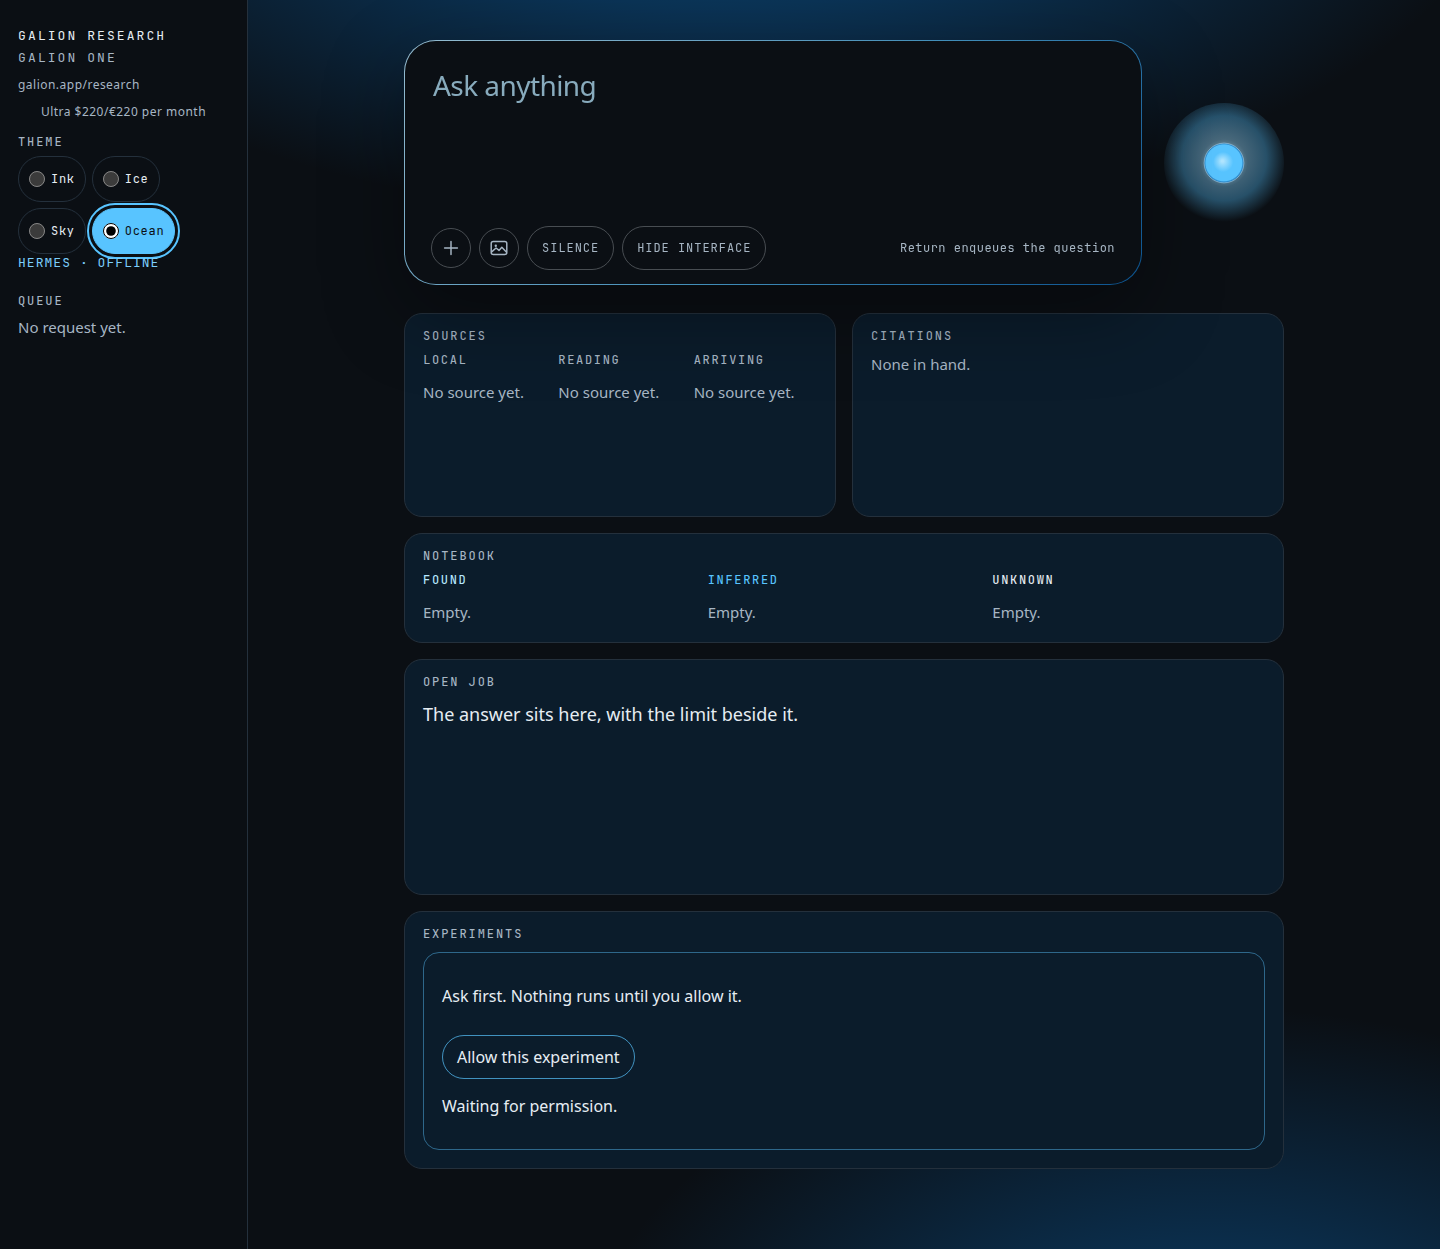 GALION RESEARCH
GALION ONE
galion.app/research
Ultra $220/€220 per month
THEME
Ink
Ice
Sky
Ocean
HERMES · OFFLINE
QUEUE
No request yet.
Ask anything
SILENCE
HIDE INTERFACE
Return enqueues the question
SOURCES
LOCAL
READING
ARRIVING
No source yet.
No source yet.
No source yet.
CITATIONS
None in hand.
NOTEBOOK
FOUND
INFERRED
UNKNOWN
Empty.
Empty.
Empty.
OPEN JOB
The answer sits here, with the limit beside it.
EXPERIMENTS
Ask first. Nothing runs until you allow it.
Allow this experiment
Waiting for permission.